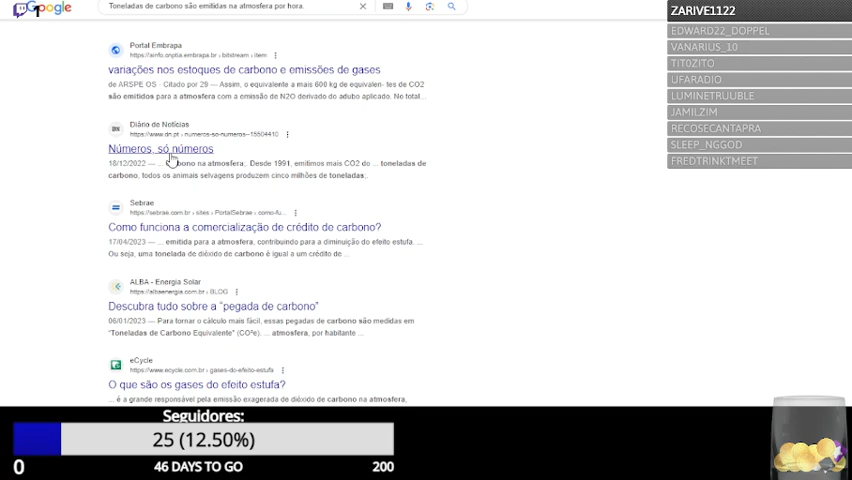 Google
Toneladas de carbono são emitidas na atmosfera por hora.
Portal Embrapa
https://ainfo.cnptia.embrapa.br › bitstream › item
variações nos estoques de carbono e emissões de gases
de ARSPE OS · Citado por 29 — Assim, o equivalente a mais 600 kg de equivalen- tes de CO2
são emitidos para a atmosfera com a emissão de N2O derivado do adubo aplicado. No total...
Diário de Notícias
https://www.dn.pt › numeros-so-numeros--15504410
Números, só números
18/12/2022 — ... Carbono na atmosfera;. Desde 1991, emitimos mais CO2 do ... toneladas de
carbono, todos os animais selvagens produzem cinco milhões de toneladas;.
Sebrae
https://sebrae.com.br › sites › PortalSebrae › como-fu...
Como funciona a comercialização de crédito de carbono?
17/04/2023 — ... emitida para a atmosfera, contribuindo para a diminuição do efeito estufa. ...
Ou seja, uma tonelada de dióxido de carbono é igual a um crédito de ...
ALBA - Energia Solar
https://albaenergia.com.br › BLOG
Descubra tudo sobre a "pegada de carbono"
06/01/2023 — Para tornar o cálculo mais fácil, essas pegadas de carbono são medidas em
"Toneladas de Carbono Equivalente" (CO²e). ... atmosfera, por habitante ...
eCycle
https://www.ecycle.com.br › gases-do-efeito-estufa
O que são os gases do efeito estufa?
... é a grande responsável pela emissão exagerada de dióxido de carbono na atmosfera,
ZARIVE1122
EDWARD22_DOPPEL
VANARIUS_10
TIT0ZITO
UFARADIO
LUMINETRUUBLE
JAMILZIM
RECOSECANTAPRA
SLEEP_NGGOD
FREDTRINKTMEET
Seguidores:
25 (12.50%)
0
46 DAYS TO GO
200